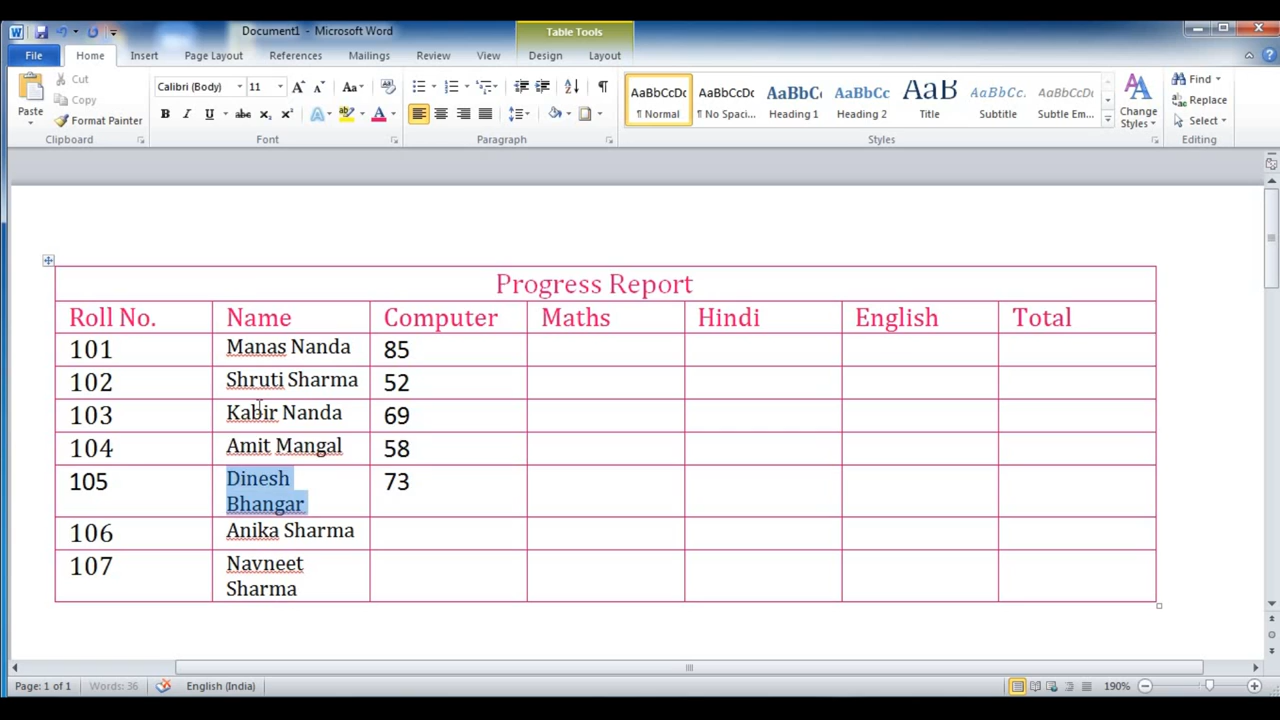 Document1 - Microsoft Word
Table Tools
File Home Insert Page Layout References Mailings Review View Design Layout
Paste
Cut
Copy
Format Painter
Clipboard
Calibri (Body) 11
Font
Paragraph
AaBbCcDc AaBbCcDc AaBbC AaBbCc AaB AaBbCc. AaBbCcDc
¶ Normal ¶ No Spaci... Heading 1 Heading 2 Title Subtitle Subtle Em...
Change Styles
Styles
Find
Replace
Select
Editing
Progress Report
Roll No. Name Computer Maths Hindi English Total
101 Manas Nanda 85
102 Shruti Sharma 52
103 Kabir Nanda 69
104 Amit Mangal 58
105 Dinesh 73
Bhangar
106 Anika Sharma
107 Navneet
Sharma
Page: 1 of 1 Words: 36 English (India) 190%